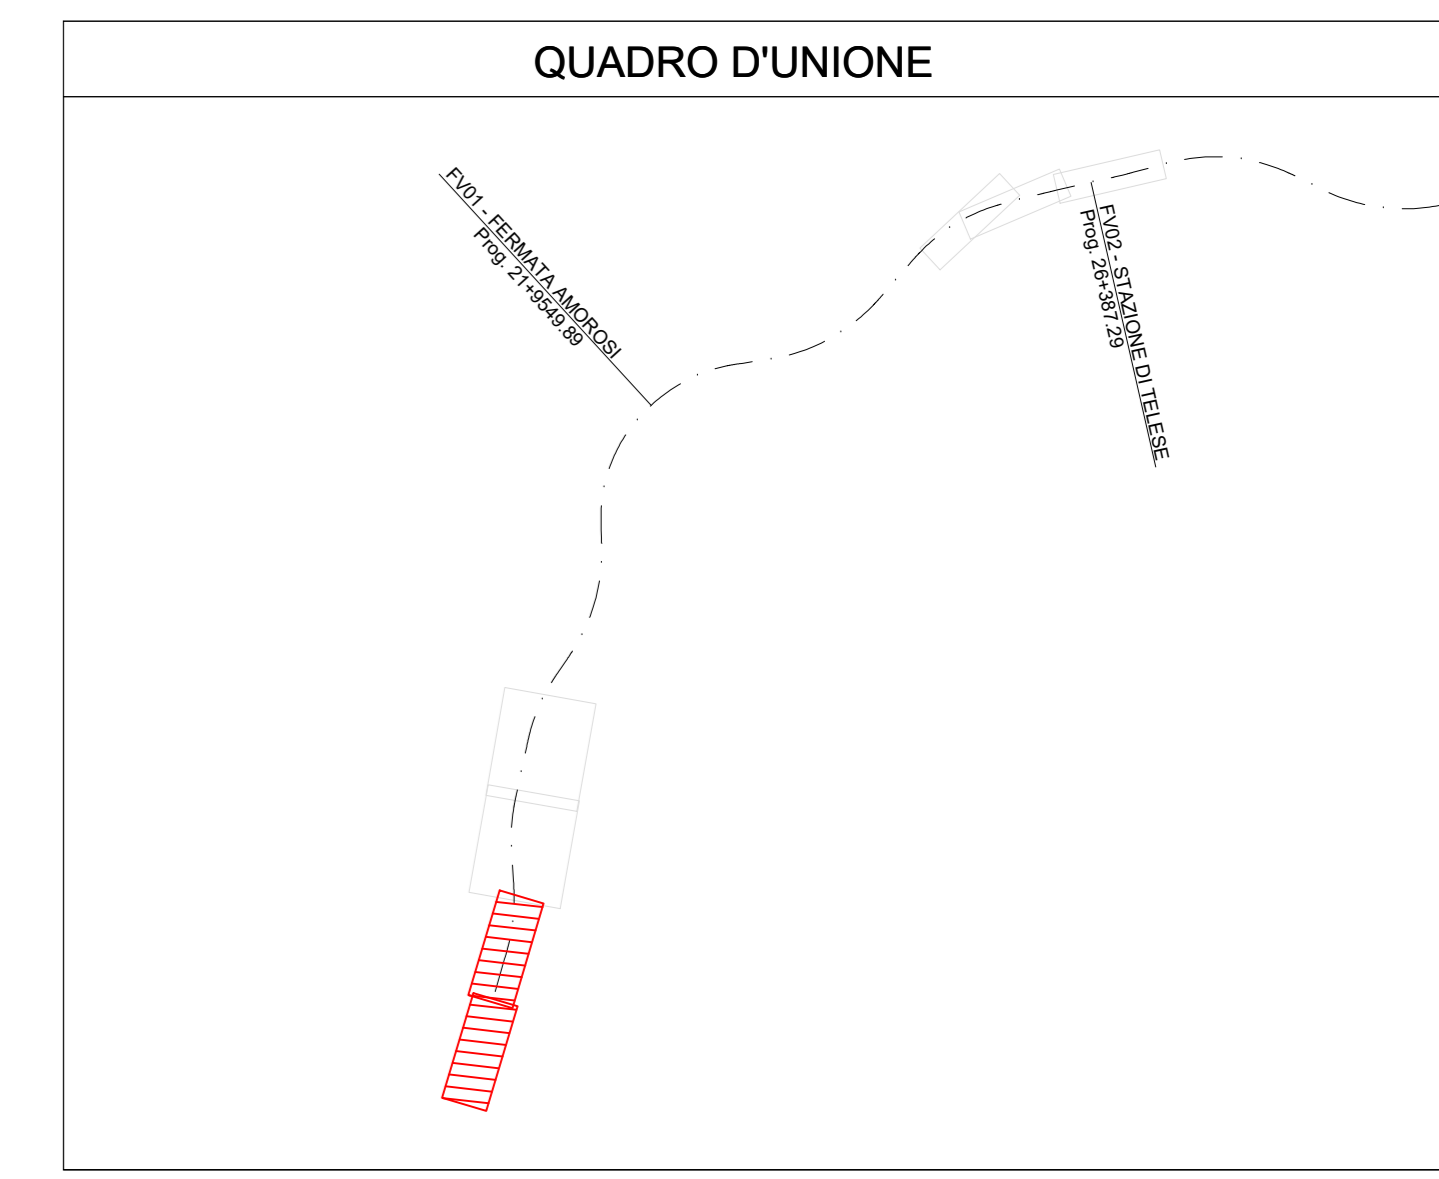 QUADRO D'UNIONE
FV01 - FERMATA AMOROSI
Prog. 21+9549.89
FV02 - STAZIONE DI TELESE
Prog. 26+387.29